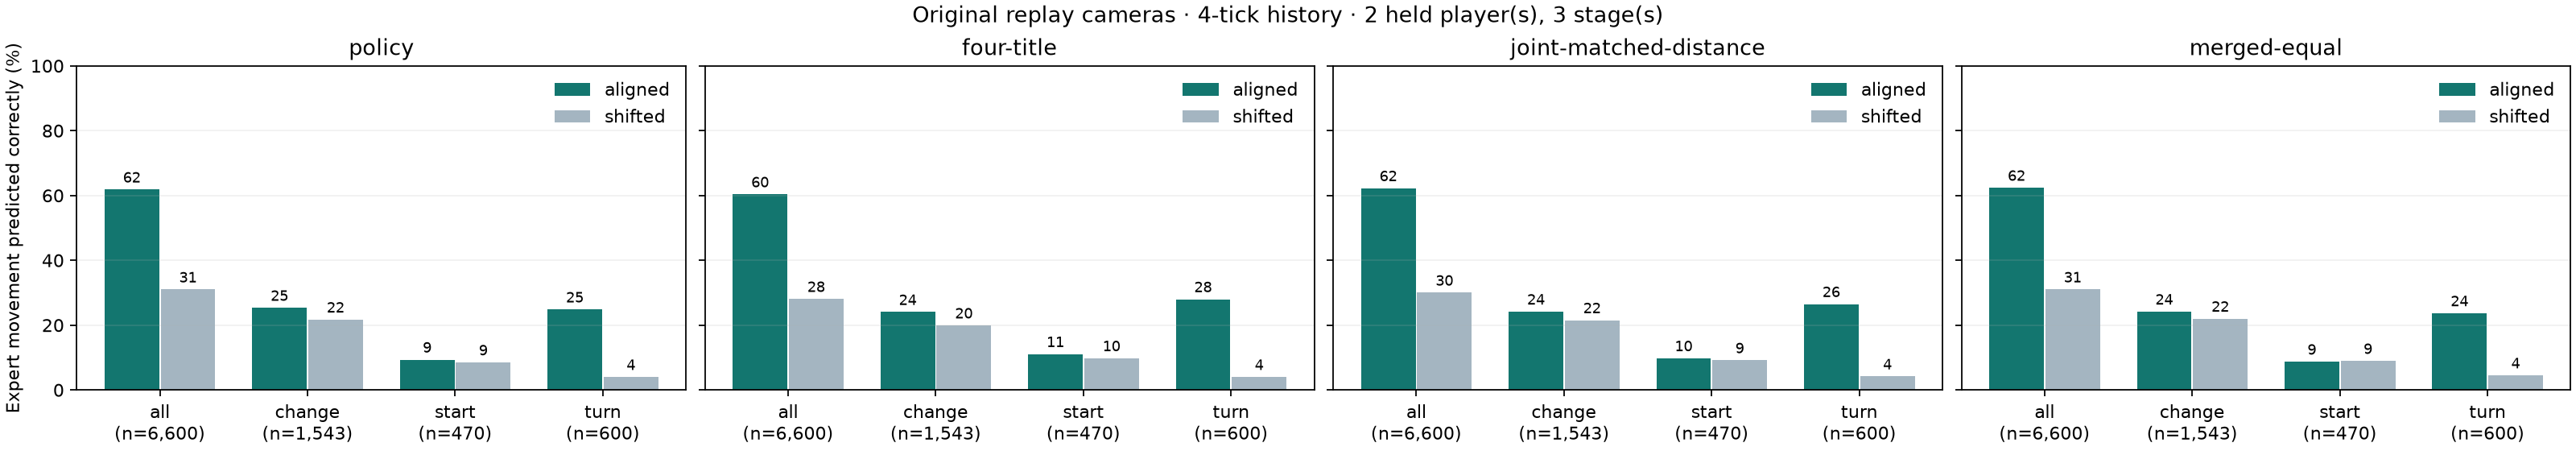 Original replay cameras · 4-tick history · 2 held player(s), 3 stage(s)
Expert movement predicted correctly (%)
policy
100
80
60
40
20
0
aligned
shifted
62
31
25
22
9
9
25
4
all
(n=6,600)
change
(n=1,543)
start
(n=470)
turn
(n=600)
four-title
aligned
shifted
60
28
24
20
11
10
28
4
all
(n=6,600)
change
(n=1,543)
start
(n=470)
turn
(n=600)
joint-matched-distance
aligned
shifted
62
30
24
22
10
9
26
4
all
(n=6,600)
change
(n=1,543)
start
(n=470)
turn
(n=600)
merged-equal
aligned
shifted
62
31
24
22
9
9
24
4
all
(n=6,600)
change
(n=1,543)
start
(n=470)
turn
(n=600)